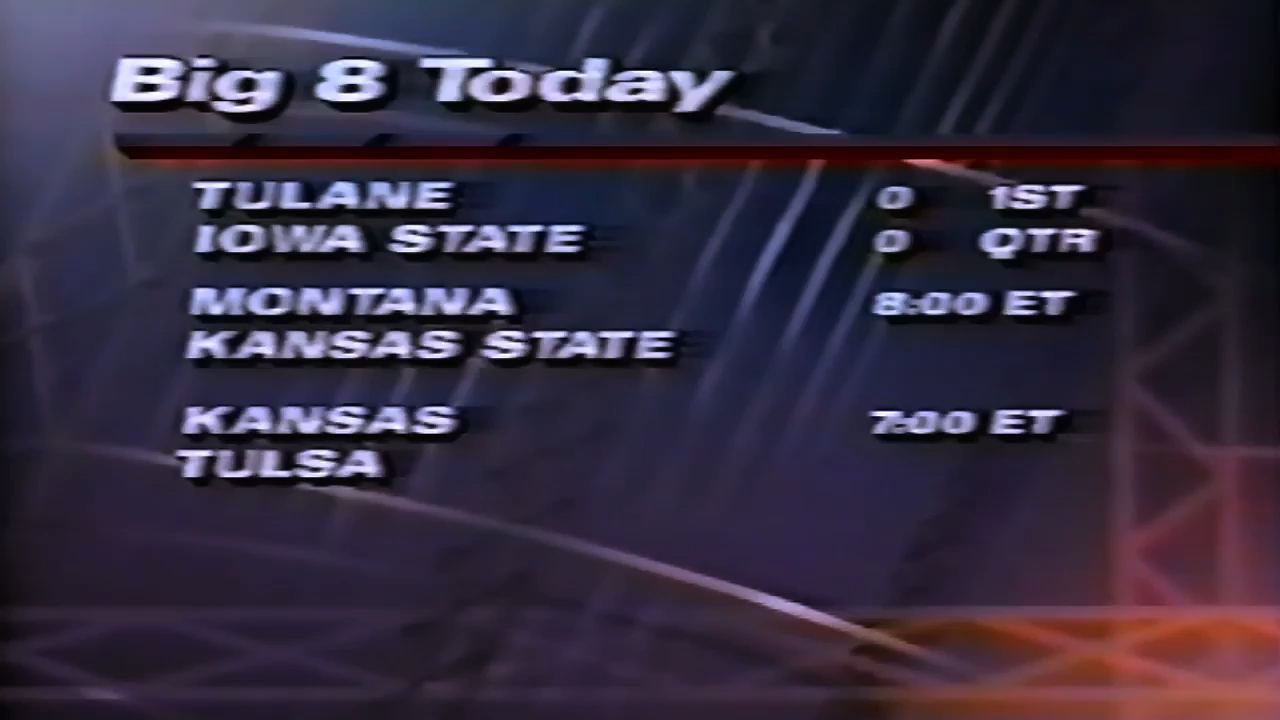 Big 8 Today
TULANE 0 1ST
IOWA STATE 0 QTR
MONTANA 8:00 ET
KANSAS STATE
KANSAS 7:00 ET
TULSA